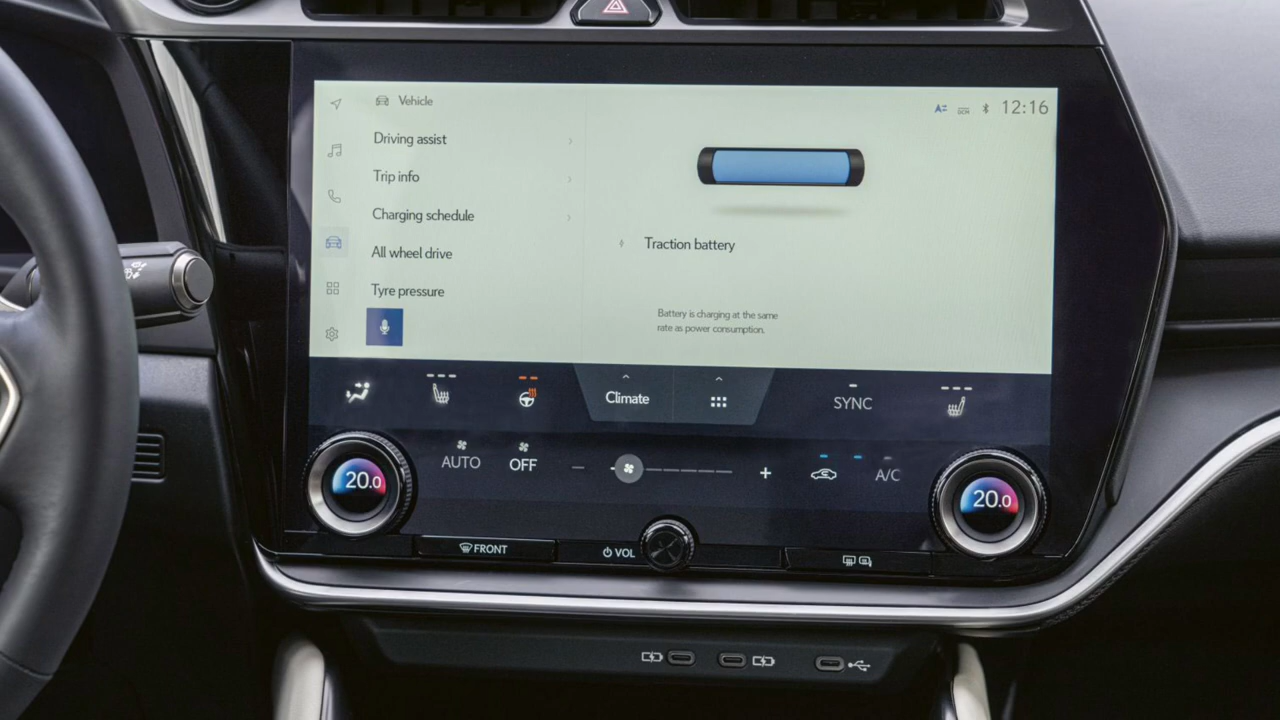 Vehicle
12:16
Driving assist
Trip info
Charging schedule
All wheel drive
Tyre pressure
Traction battery
Battery is charging at the same
rate as power consumption.
Climate
SYNC
AUTO
OFF
A/C
20.0
20.0
FRONT
VOL